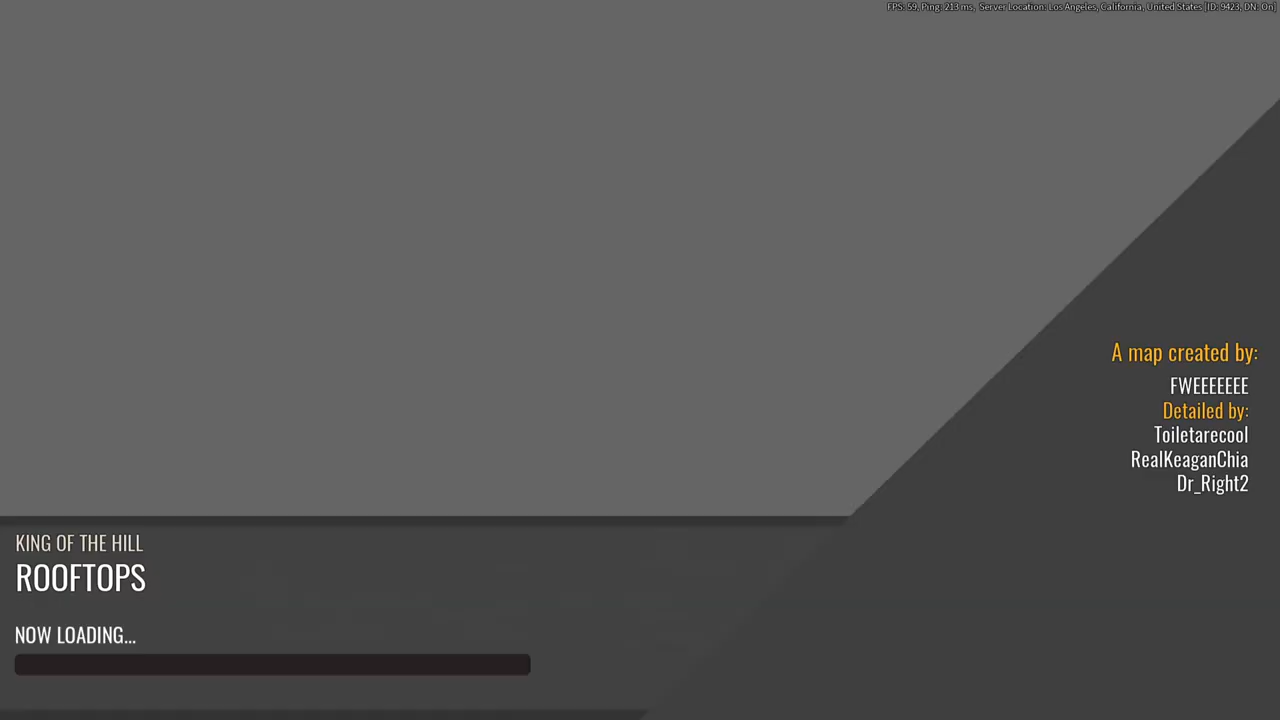 FPS: 59, Ping: 213 ms,  Server Location: Los Angeles, California, United States [ID: 9423, DN: On]
A map created by:
FWEEEEEEE
Detailed by:
Toiletarecool
RealKeaganChia
Dr_Right2
KING OF THE HILL
ROOFTOPS
NOW LOADING...